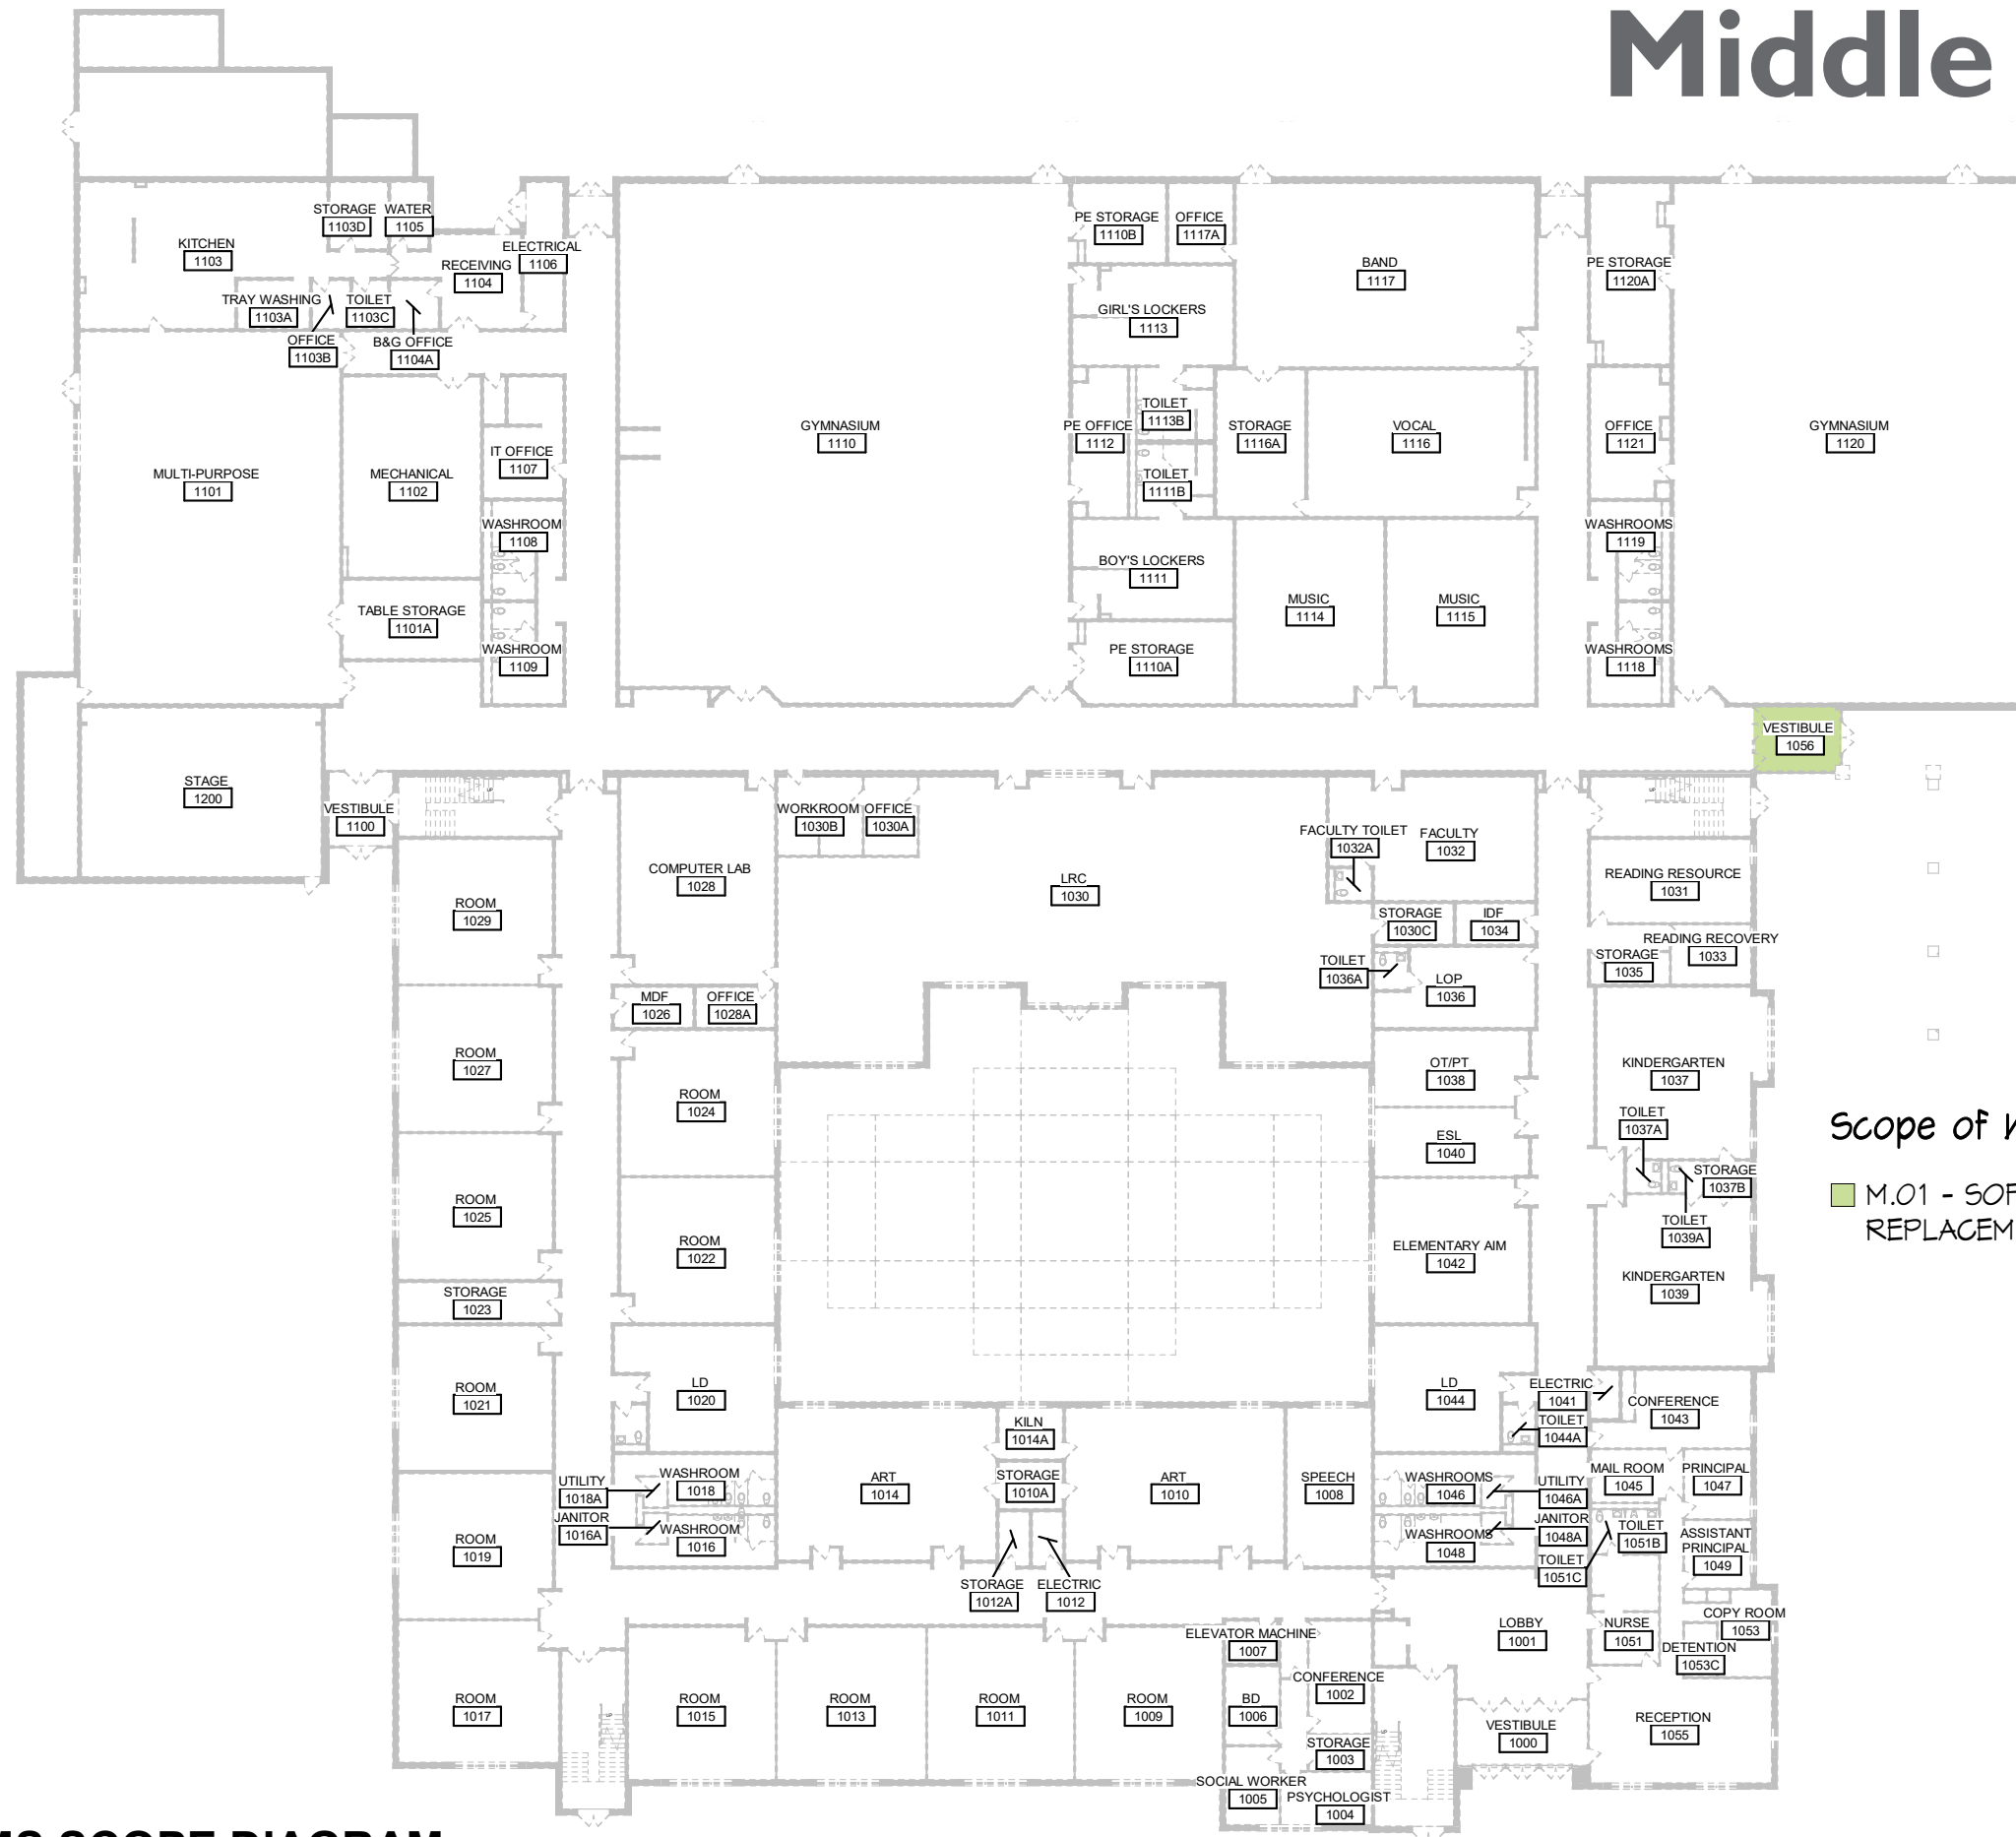 Middle
STORAGE
1103D
WATER
1105
KITCHEN
1103
ELECTRICAL
1106
RECEIVING
1104
TRAY WASHING
1103A
TOILET
1103C
OFFICE
1103B
B&G OFFICE
1104A
PE STORAGE
1110B
OFFICE
1117A
BAND
1117
PE STORAGE
1120A
GIRL'S LOCKERS
1113
GYMNASIUM
1110
PE OFFICE
1112
TOILET
1113B
STORAGE
1116A
VOCAL
1116
OFFICE
1121
GYMNASIUM
1120
MULTI-PURPOSE
1101
MECHANICAL
1102
IT OFFICE
1107
TOILET
1111B
WASHROOM
1108
WASHROOMS
1119
BOY'S LOCKERS
1111
TABLE STORAGE
1101A
MUSIC
1114
MUSIC
1115
WASHROOM
1109
PE STORAGE
1110A
WASHROOMS
1118
VESTIBULE
1056
STAGE
1200
VESTIBULE
1100
WORKROOM
1030B
OFFICE
1030A
FACULTY TOILET
1032A
FACULTY
1032
COMPUTER LAB
1028
LRC
1030
READING RESOURCE
1031
ROOM
1029
STORAGE
1030C
IDF
1034
READING RECOVERY
1033
STORAGE
1035
TOILET
1036A
LOP
1036
MDF
1026
OFFICE
1028A
ROOM
1027
OT/PT
1038
KINDERGARTEN
1037
ROOM
1024
TOILET
1037A
Scope of
ESL
1040
STORAGE
1037B
M.01 - SOF
REPLACEM
ROOM
1025
TOILET
1039A
ROOM
1022
ELEMENTARY AIM
1042
KINDERGARTEN
1039
STORAGE
1023
ROOM
1021
LD
1020
LD
1044
ELECTRIC
1041
CONFERENCE
1043
TOILET
1044A
KILN
1014A
UTILITY
1018A
WASHROOM
1018
ART
1014
STORAGE
1010A
ART
1010
SPEECH
1008
WASHROOMS
1046
UTILITY
1046A
MAIL ROOM
1045
PRINCIPAL
1047
JANITOR
1016A
WASHROOM
1016
WASHROOMS
1048
JANITOR
1048A
TOILET
1051B
ASSISTANT
PRINCIPAL
1049
ROOM
1019
TOILET
1051C
STORAGE
1012A
ELECTRIC
1012
COPY ROOM
1053
ELEVATOR MACHINE
1007
LOBBY
1001
NURSE
1051
DETENTION
1053C
CONFERENCE
1002
ROOM
1017
ROOM
1015
ROOM
1013
ROOM
1011
ROOM
1009
BD
1006
VESTIBULE
1000
RECEPTION
1055
STORAGE
1003
SOCIAL WORKER
1005
PSYCHOLOGIST
1004
MS SCOPE DIAGRAM